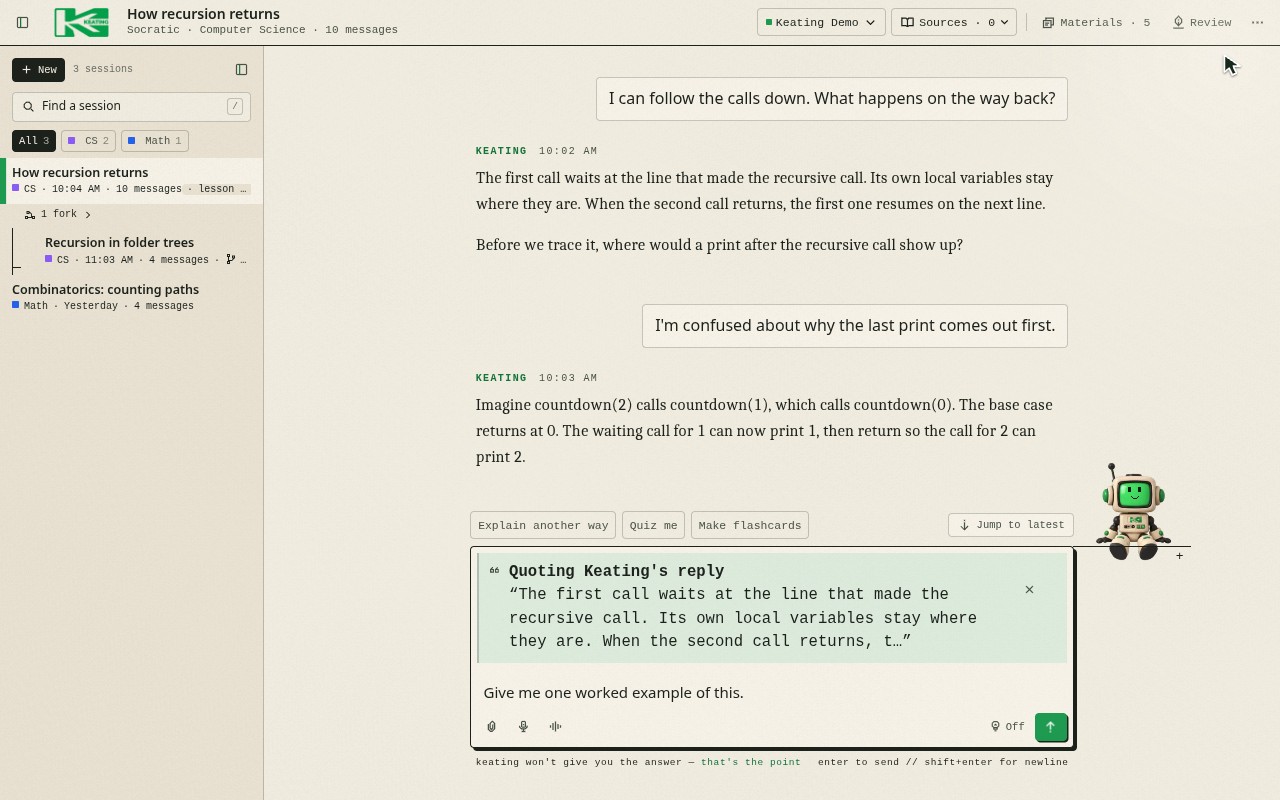 KEATING
How recursion returns
Socratic · Computer Science · 10 messages
Keating Demo
Sources · 0
Materials · 5
Review
New
3 sessions
Find a session
/
All 3
CS 2
Math 1
How recursion returns
CS · 10:04 AM · 10 messages · lesson …
1 fork
Recursion in folder trees
CS · 11:03 AM · 4 messages · …
Combinatorics: counting paths
Math · Yesterday · 4 messages
I can follow the calls down. What happens on the way back?
KEATING 10:02 AM
The first call waits at the line that made the recursive call. Its own local variables stay
where they are. When the second call returns, the first one resumes on the next line.
Before we trace it, where would a print after the recursive call show up?
I'm confused about why the last print comes out first.
KEATING 10:03 AM
Imagine countdown(2) calls countdown(1), which calls countdown(0). The base case
returns at 0. The waiting call for 1 can now print 1, then return so the call for 2 can
print 2.
Explain another way
Quiz me
Make flashcards
Jump to latest
+
Quoting Keating's reply
“The first call waits at the line that made the
recursive call. Its own local variables stay where
they are. When the second call returns, t…”
Give me one worked example of this.
Off
keating won't give you the answer — that's the point
enter to send // shift+enter for newline